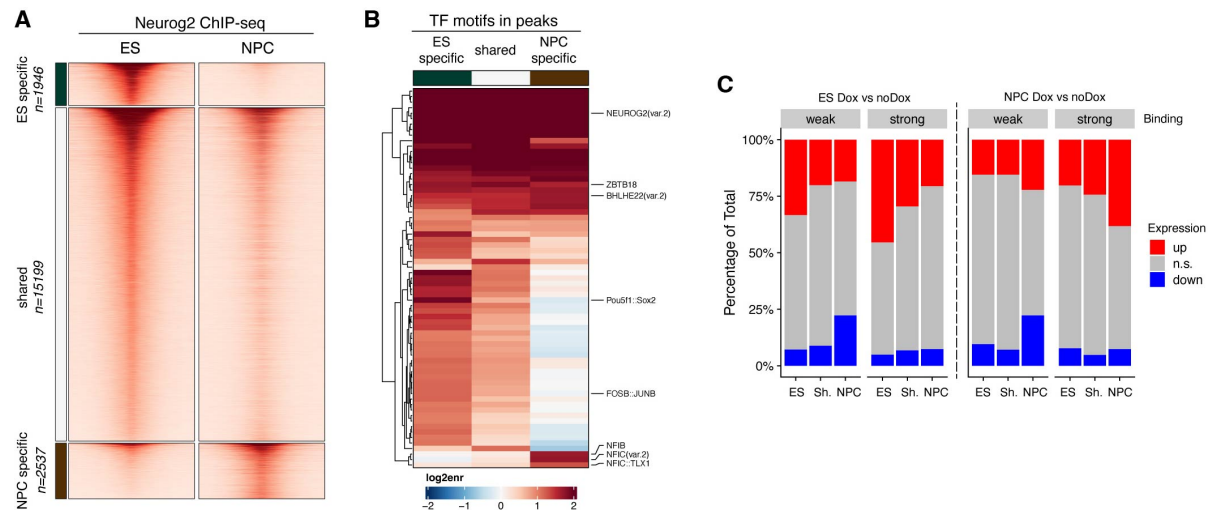 A
Neurog2 ChIP-seq
ES
NPC
ES specific
n=1946
shared
n=15199
NPC specific
n=2537
B
TF motifs in peaks
ES
specific
shared
NPC
specific
NEUROG2(var.2)
ZBTB18
BHLHE22(var.2)
Pou5f1::Sox2
FOSB::JUNB
NFIB
NFIC(var.2)
NFIC::TLX1
log2enr
−2 −1 0 1 2
C
ES Dox vs noDox
NPC Dox vs noDox
weak
strong
weak
strong
Binding
Percentage of Total
100%
75%
50%
25%
0%
ES Sh. NPC
ES Sh. NPC
ES Sh. NPC
ES Sh. NPC
Expression
up
n.s.
down